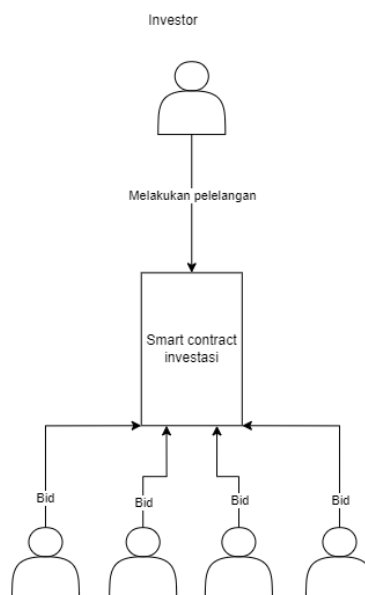 Investor
Melakukan pelelangan
Smart contract
investasi
Bid
Bid
Bid
Bid